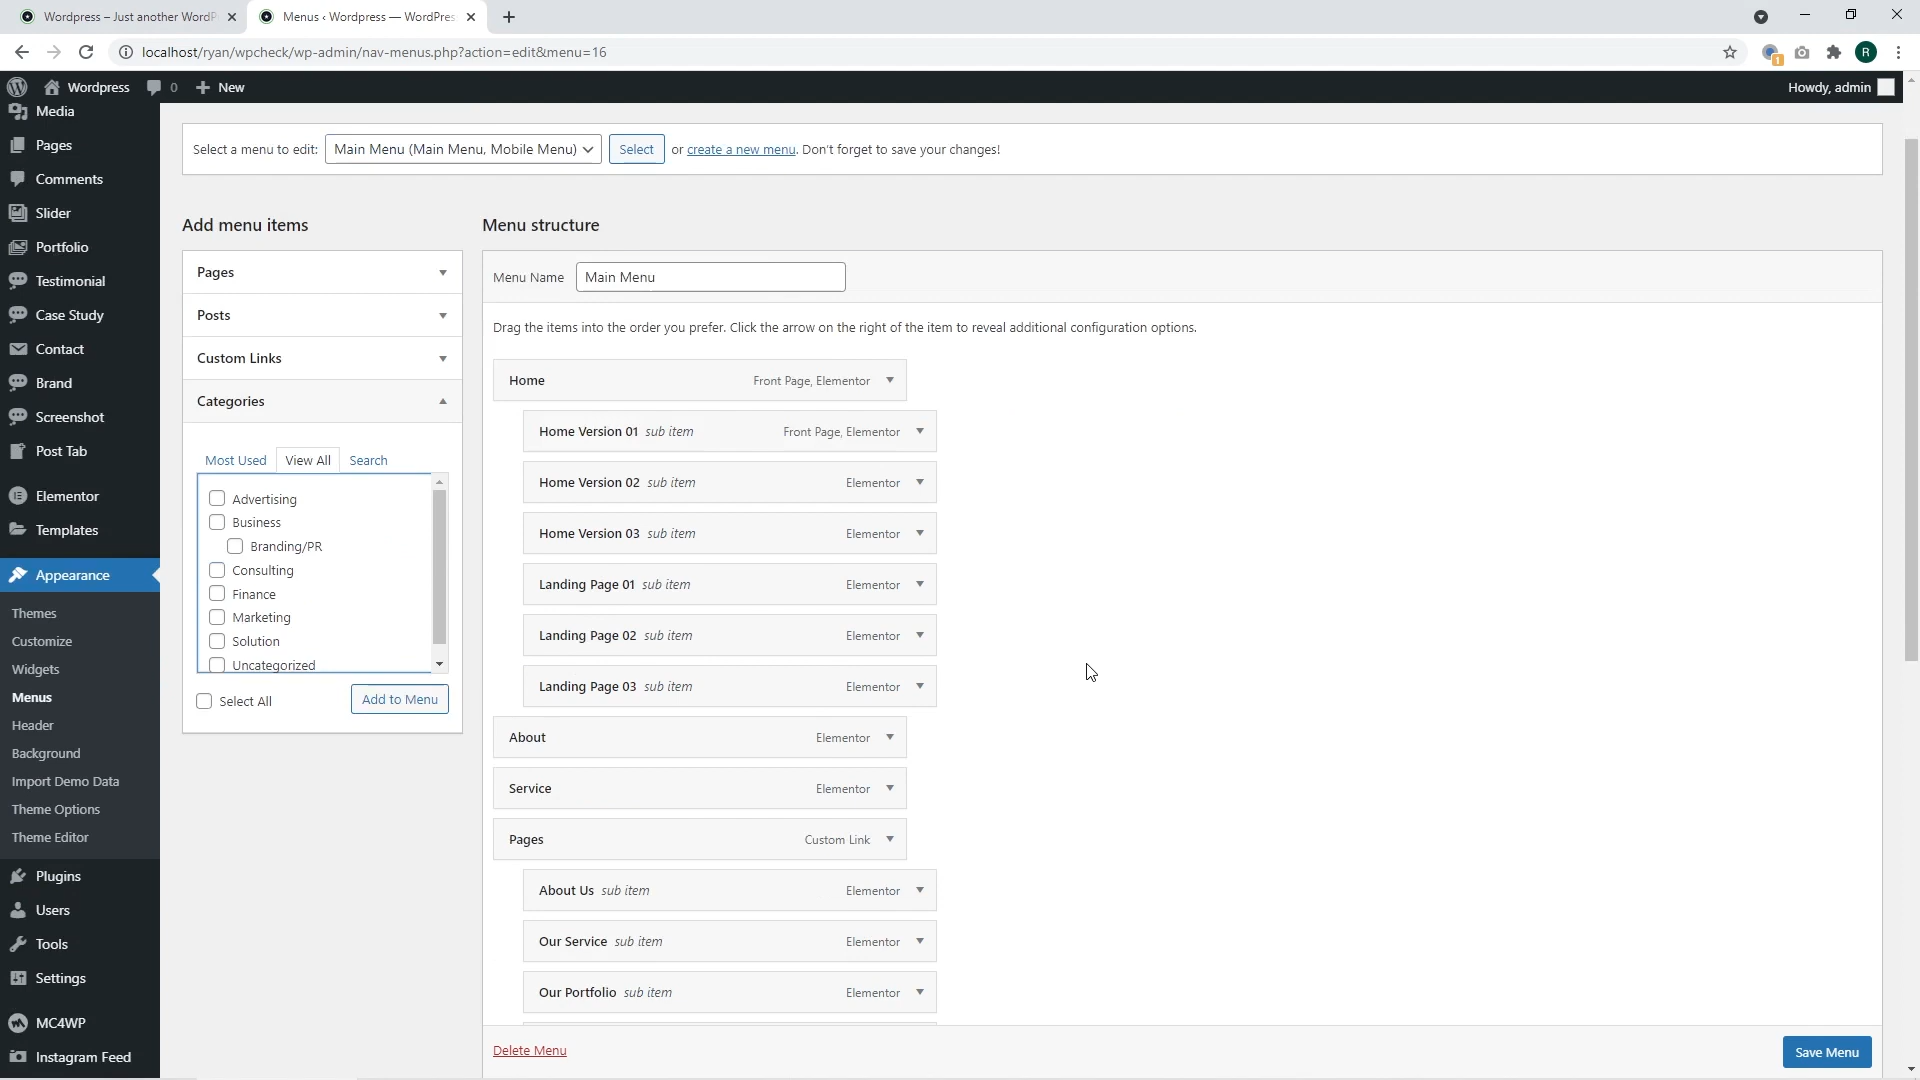 Wordpress – Just another WordP
Menus ‹ Wordpress — WordPres
localhost/ryan/wpcheck/wp-admin/nav-menus.php?action=edit&menu=16
1
R
Wordpress
0
New
Howdy, admin
Media
Pages
Comments
Slider
Portfolio
Testimonial
Case Study
Contact
Brand
Screenshot
Post Tab
Elementor
Templates
Appearance
Themes
Customize
Widgets
Menus
Header
Background
Import Demo Data
Theme Options
Theme Editor
Plugins
Users
Tools
Settings
MC4WP
Instagram Feed
Select a menu to edit: Main Menu (Main Menu, Mobile Menu) Select or create a new menu. Don't forget to save your changes!
Add menu items
Pages
Posts
Custom Links
Categories
Most Used View All Search
Advertising
Business
Branding/PR
Consulting
Finance
Marketing
Solution
Uncategorized
Select All Add to Menu
Menu structure
Menu Name Main Menu
Drag the items into the order you prefer. Click the arrow on the right of the item to reveal additional configuration options.
Home Front Page, Elementor
Home Version 01 sub item Front Page, Elementor
Home Version 02 sub item Elementor
Home Version 03 sub item Elementor
Landing Page 01 sub item Elementor
Landing Page 02 sub item Elementor
Landing Page 03 sub item Elementor
About Elementor
Service Elementor
Pages Custom Link
About Us sub item Elementor
Our Service sub item Elementor
Our Portfolio sub item Elementor
Delete Menu Save Menu